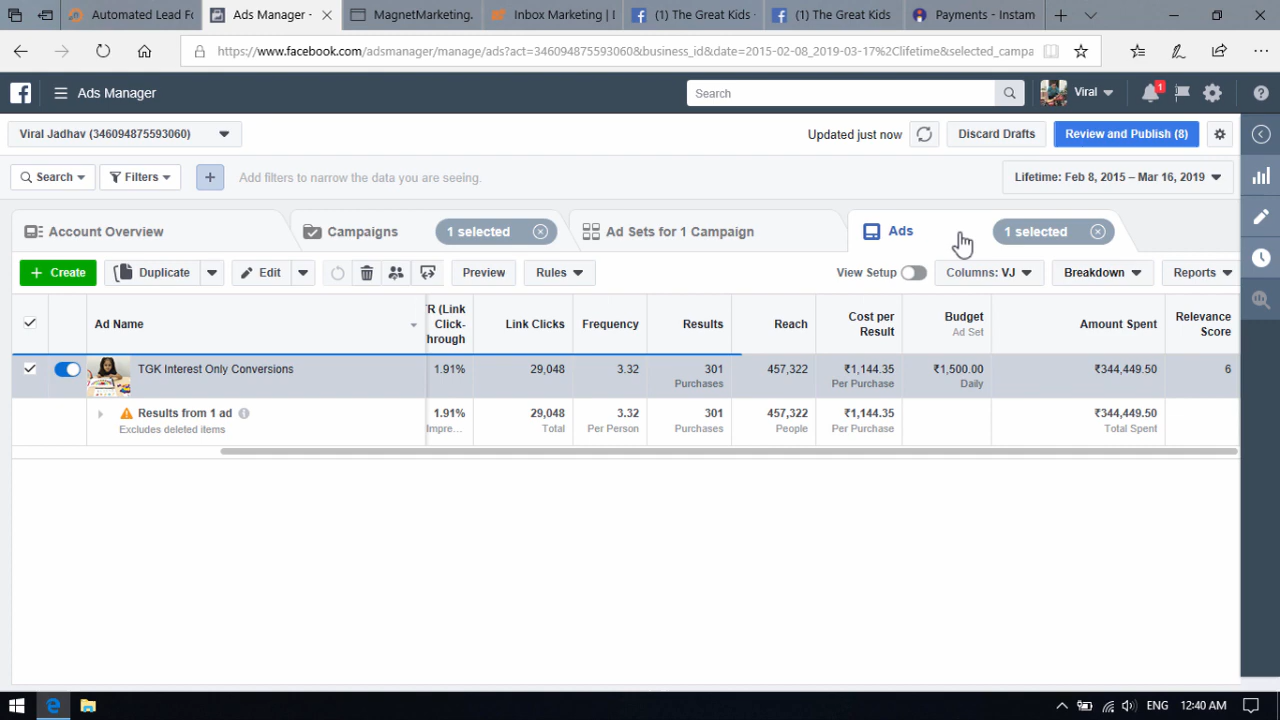 Automated Lead Fo
Ads Manager -
MagnetMarketing.
Inbox Marketing | D
(1) The Great Kids
(1) The Great Kids
Payments - Instam
https://www.facebook.com/adsmanager/manage/ads?act=346094875593060&business_id&date=2015-02-08_2019-03-17%2Clifetime&selected_campa
Ads Manager
Search
Viral
1
Viral Jadhav (346094875593060)
Updated just now
Discard Drafts
Review and Publish (8)
Search
Filters
Add filters to narrow the data you are seeing.
Lifetime: Feb 8, 2015 – Mar 16, 2019
Account Overview
Campaigns
1 selected
Ad Sets for 1 Campaign
Ads
1 selected
+ Create
Duplicate
Edit
Preview
Rules
View Setup
Columns: VJ
Breakdown
Reports
Ad Name
'R (Link
Click-
hrough
Link Clicks
Frequency
Results
Reach
Cost per
Result
Budget
Ad Set
Amount Spent
Relevance
Score
TGK Interest Only Conversions
1.91%
29,048
3.32
301
Purchases
457,322
₹1,144.35
Per Purchase
₹1,500.00
Daily
₹344,449.50
6
Results from 1 ad
Excludes deleted items
1.91%
Impre...
29,048
Total
3.32
Per Person
301
Purchases
457,322
People
₹1,144.35
Per Purchase
₹344,449.50
Total Spent
ENG
12:40 AM